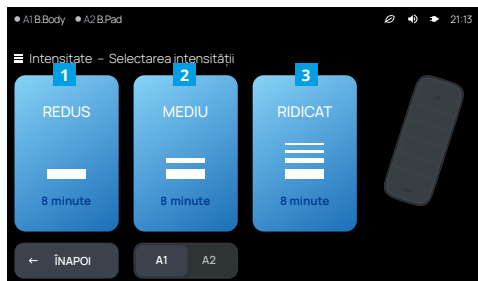 A1 B.Body A2 B.Pad 21:13
Intensitate – Selectarea intensității
1 2 3
REDUS MEDIU RIDICAT
8 minute 8 minute 8 minute
← ÎNAPOI A1 A2